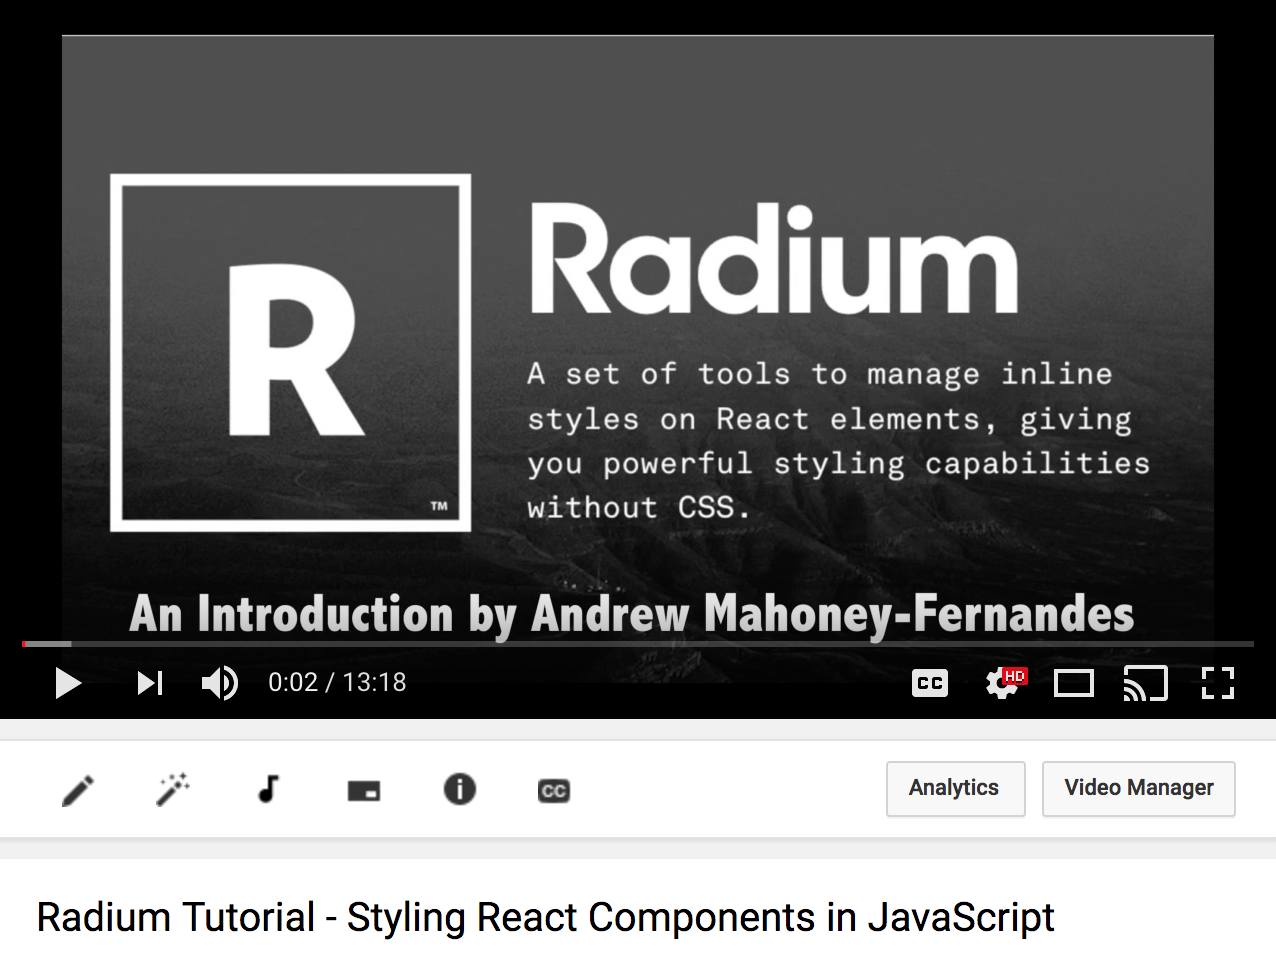 R
TM
Radium
A set of tools to manage inline
styles on React elements, giving
you powerful styling capabilities
without CSS.
An Introduction by Andrew Mahoney-Fernandes
0:02 / 13:18
CC
HD
i
CC
Analytics
Video Manager
Radium Tutorial - Styling React Components in JavaScript